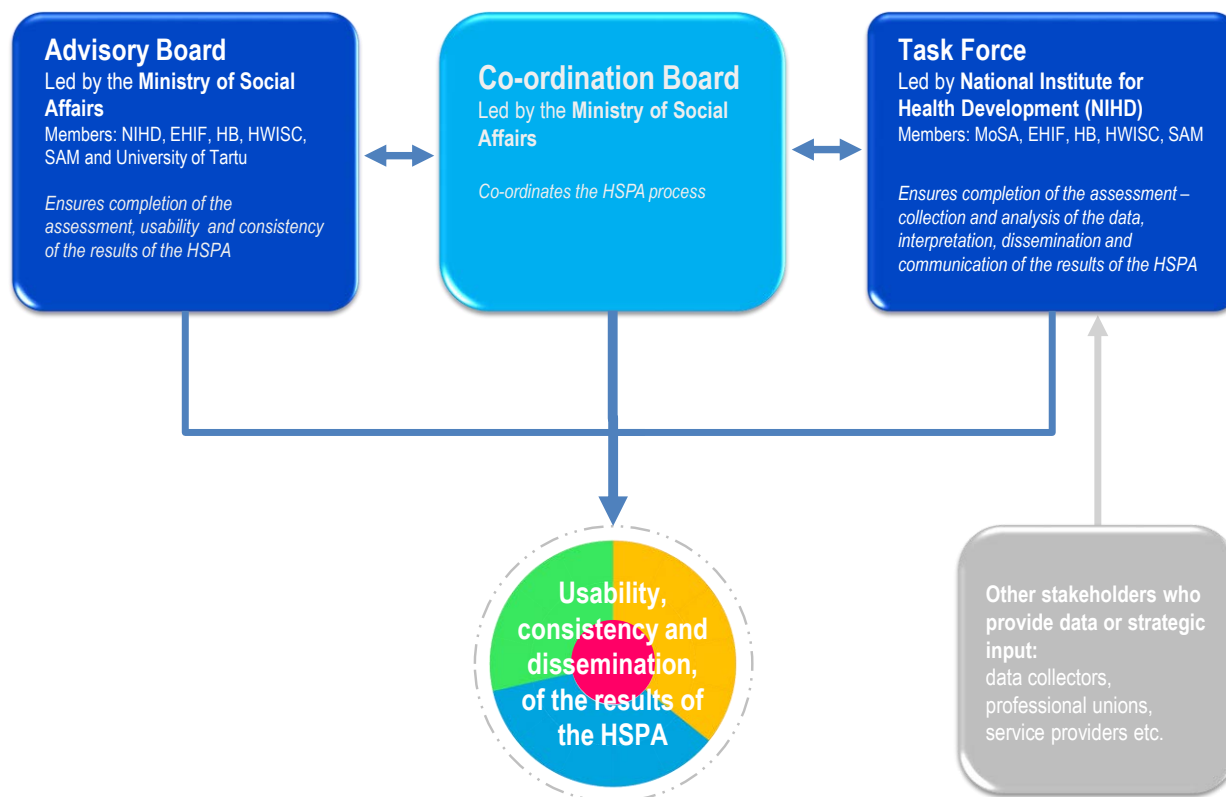 Advisory Board
Led by the Ministry of Social
Affairs
Members: NIHD, EHIF, HB, HWISC,
SAM and University of Tartu
Ensures completion of the
assessment, usability and consistency
of the results of the HSPA
Co-ordination Board
Led by the Ministry of Social
Affairs
Co-ordinates the HSPA process
Task Force
Led by National Institute for
Health Development (NIHD)
Members: MoSA, EHIF, HB, HWISC, SAM
Ensures completion of the assessment –
collection and analysis of the data,
interpretation, dissemination and
communication of the results of the HSPA
Usability,
consistency and
dissemination,
of the results of
the HSPA
Other stakeholders who
provide data or strategic
input:
data collectors,
professional unions,
service providers etc.